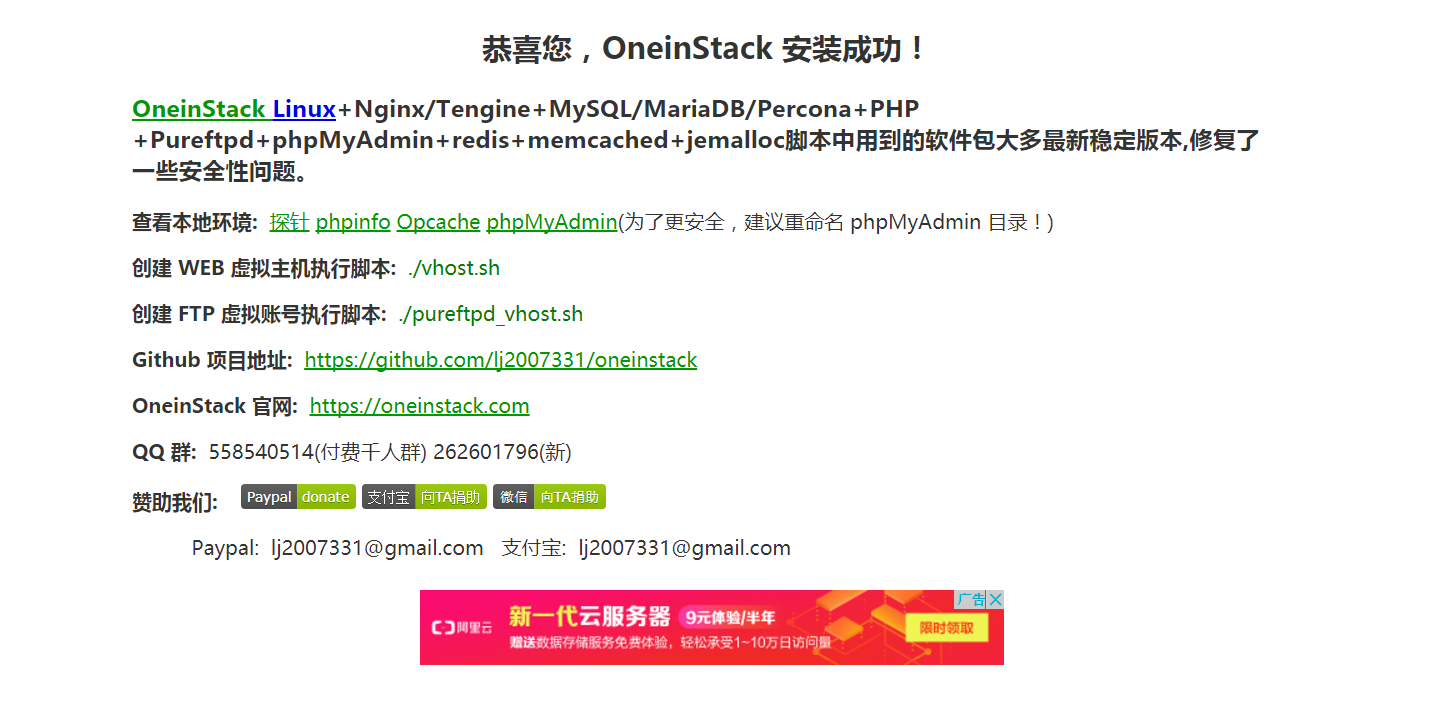 恭喜您，OneinStack 安装成功！
OneinStack Linux+Nginx/Tengine+MySQL/MariaDB/Percona+PHP
+Pureftpd+phpMyAdmin+redis+memcached+jemalloc脚本中用到的软件包大多最新稳定版本,修复了
一些安全性问题。
查看本地环境: 探针 phpinfo Opcache phpMyAdmin(为了更安全，建议重命名 phpMyAdmin 目录！)
创建 WEB 虚拟主机执行脚本: ./vhost.sh
创建 FTP 虚拟账号执行脚本: ./pureftpd_vhost.sh
Github 项目地址: https://github.com/lj2007331/oneinstack
OneinStack 官网: https://oneinstack.com
QQ 群: 558540514(付费千人群) 262601796(新)
赞助我们: Paypal donate 支付宝 向TA捐助 微信 向TA捐助
Paypal: lj2007331@gmail.com 支付宝: lj2007331@gmail.com
广告
阿里云 新一代云服务器 9元体验/半年 限时领取
赠送数据存储服务免费体验，轻松承受1~10万日访问量